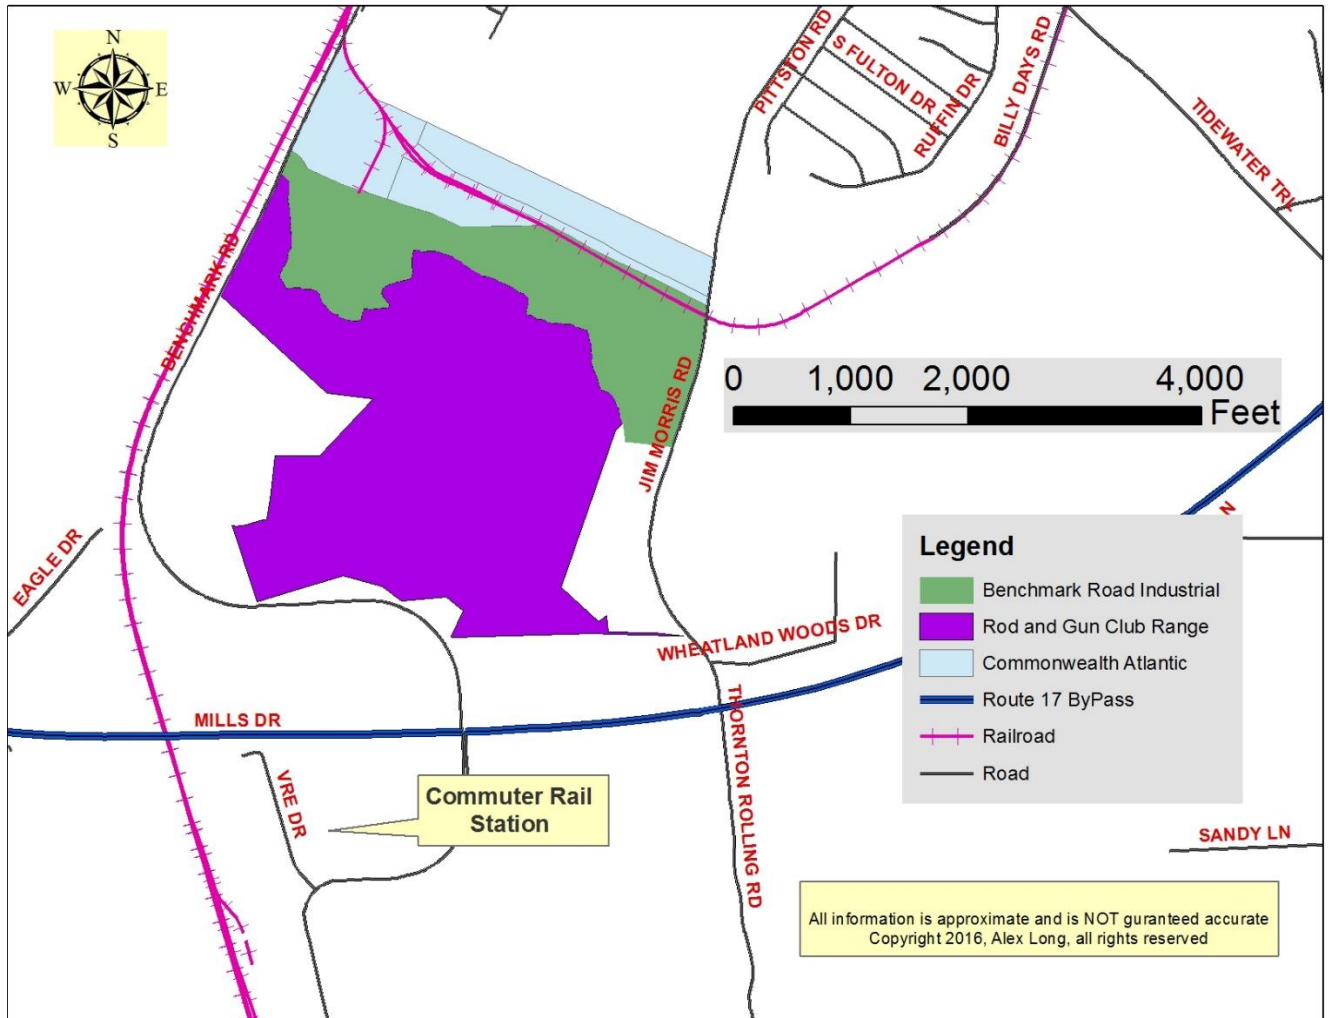 N
W E
S
PITTSTON RD
S FULTON DR
RUFFIN DR
BILLY DAYS RD
TIDEWATER TRL
BENCHMARK RD
JIM MORRIS RD
0 1,000 2,000 4,000
Feet
EAGLE DR
N
Legend
Benchmark Road Industrial
Rod and Gun Club Range
Commonwealth Atlantic
Route 17 ByPass
Railroad
Road
WHEATLAND WOODS DR
MILLS DR
THORNTON ROLLING RD
VRE DR
Commuter Rail
Station
SANDY LN
All information is approximate and is NOT guranteed accurate
Copyright 2016, Alex Long, all rights reserved